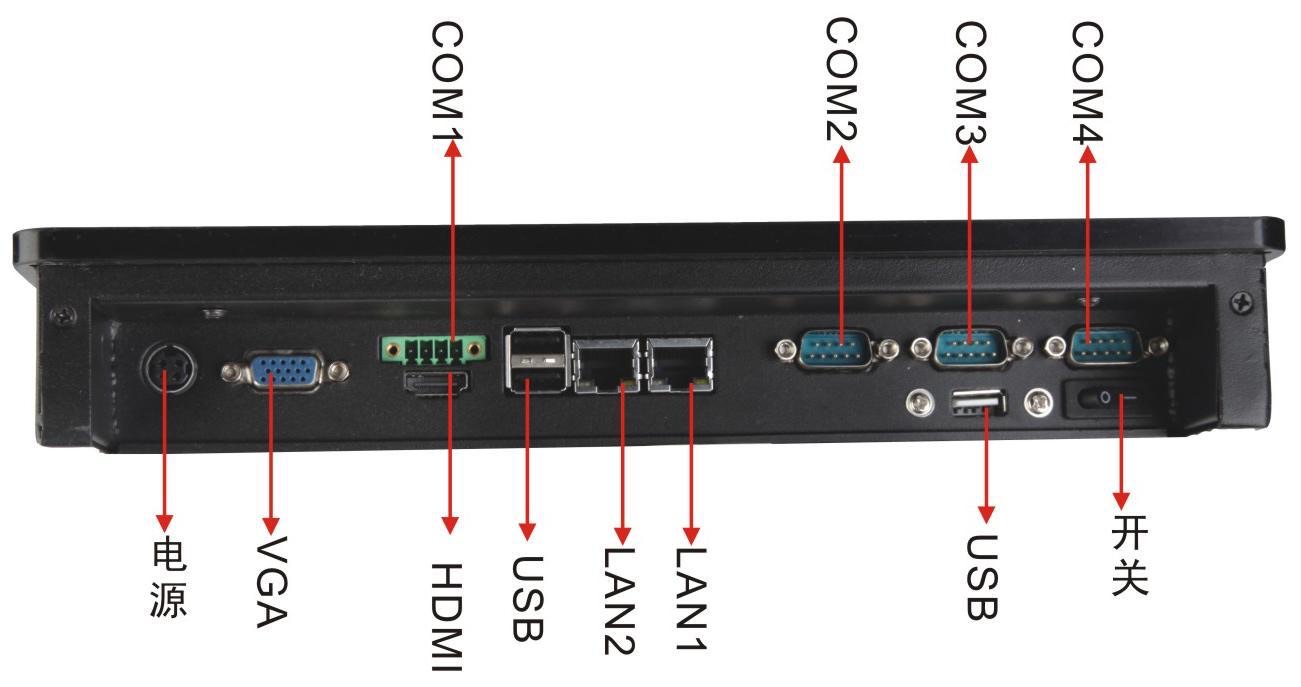 COM1
COM2
COM3
COM4
O
电源
VGA
HDMI
USB
LAN2
LAN1
USB
开关